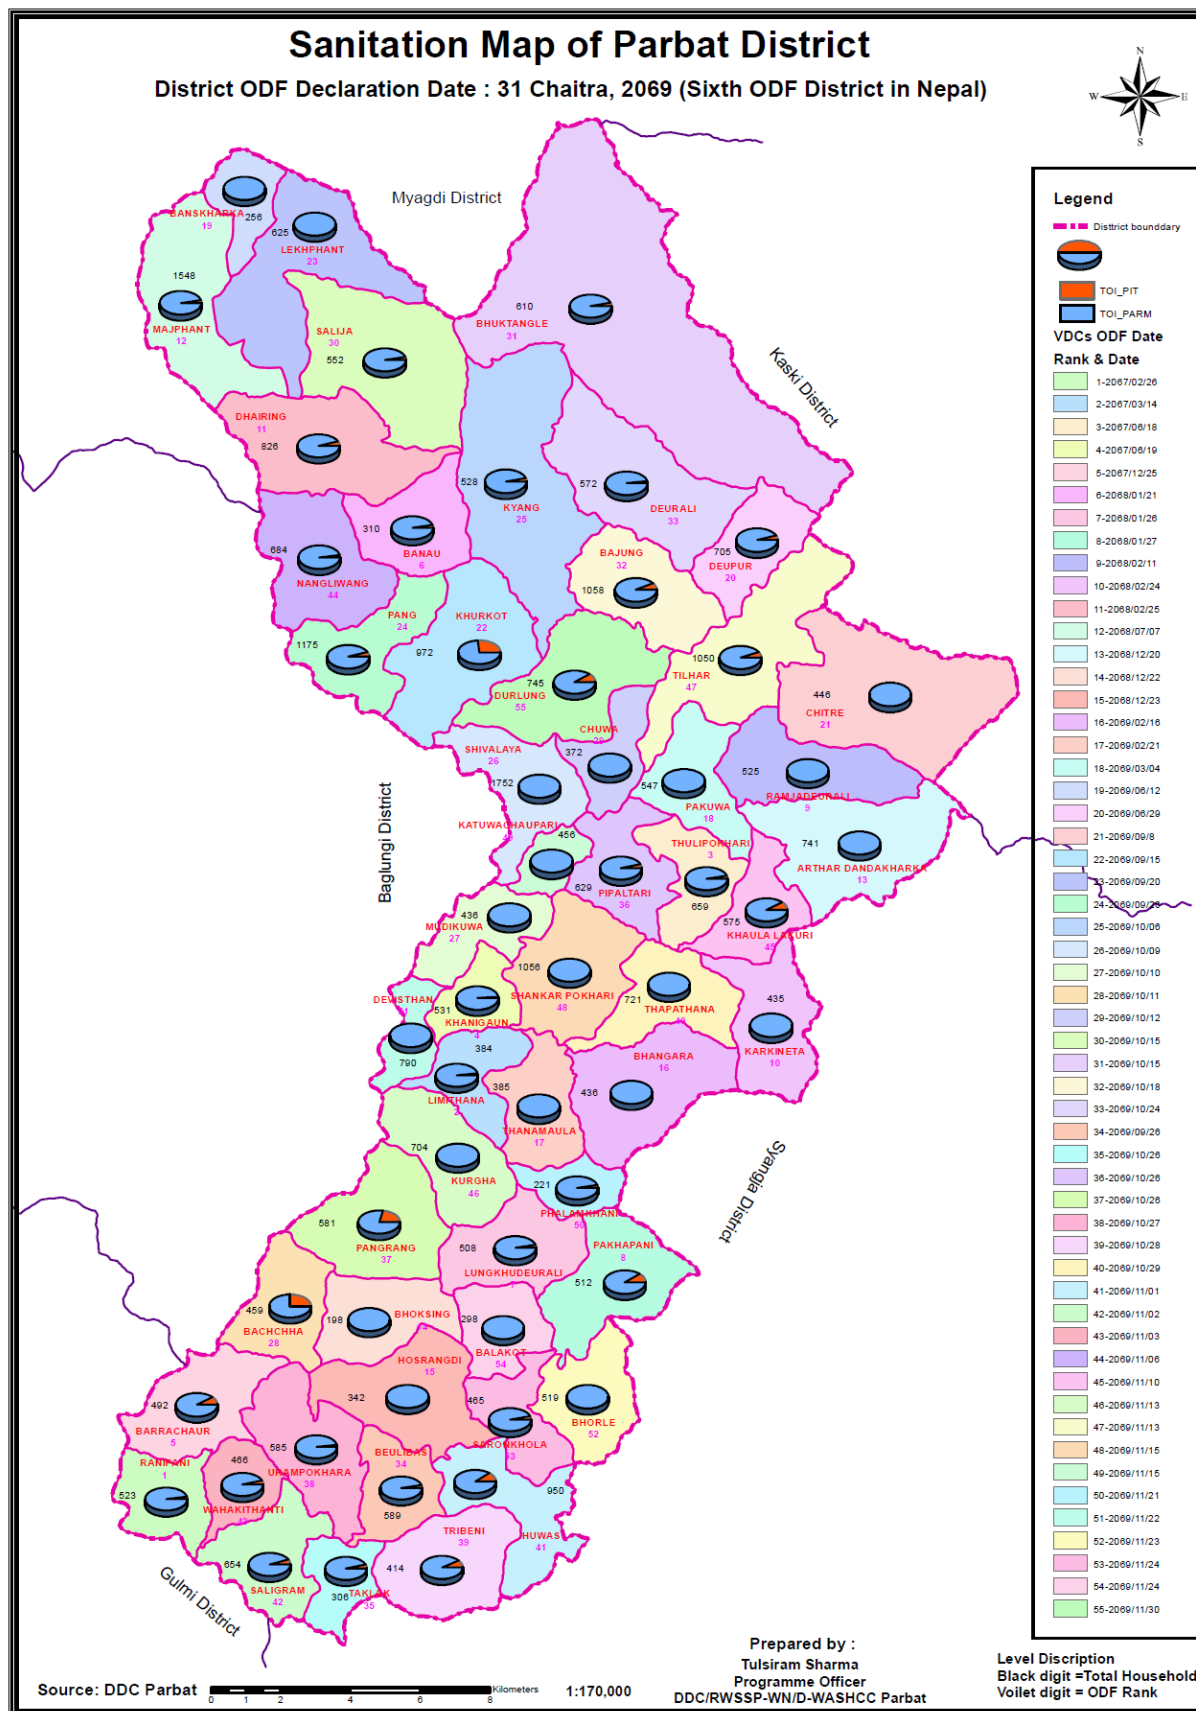 Sanitation Map of Parbat District
District ODF Declaration Date : 31 Chaitra, 2069 (Sixth ODF District in Nepal)
N
W
E
S
Myagdi District
Kaski District
Baglungi District
Syangja District
Gulmi District
BANSKHARKA
256
19
625
LEKHPHANT
23
1548
MAJPHANT
12
SALIJA
30
552
610
BHUKTANGLE
31
DHAIRING
11
826
528
KYANG
25
572
DEURALI
33
310
BANAU
6
705
DEUPUR
20
684
NANGLIWANG
44
BAJUNG
32
1058
PANG
24
1175
KHURKOT
22
972
745
DURLUNG
55
1050
TILHAR
47
446
CHITRE
21
CHUWA
372
SHIVALAYA
26
1752
547
PAKUWA
18
525
RAMJADEURALI
9
KATUWACHAUPARI
456
THULIPOKHARI
3
659
741
ARTHAR DANDAKHARKA
13
629
PIPALTARI
36
575
KHAULA LAKURI
45
436
MUDIKUWA
27
1056
SHANKAR POKHARI
48
721
THAPATHANA
435
KARKINETA
10
DEVISTHAN
790
531
KHANIGAUN
4
384
LIMITHANA
2
385
THANAMAULA
17
BHANGARA
16
436
704
KURGHA
46
221
PHALAMKHANI
50
581
PANGRANG
37
508
LUNGKHUDEURALI
7
PAKHAPANI
8
512
459
BACHCHHA
28
198
BHOKSING
298
BALAKOT
54
HOSRANGDI
15
342
465
SARONKHOLA
53
519
BHORLE
52
492
BARRACHAUR
5
RANIPANI
1
523
466
WAHAKITHANTI
585
URAMPOKHARA
38
BEULIBAS
34
589
950
HUWAS
41
TRIBENI
39
414
654
SALIGRAM
42
306
TAKLAK
35
Legend
Disttrict bounddary
TOI_PIT
TOI_PARM
VDCs ODF Date
Rank & Date
1-2067/02/26
2-2067/03/14
3-2067/06/18
4-2067/06/19
5-2067/12/25
6-2068/01/21
7-2068/01/26
8-2068/01/27
9-2068/02/11
10-2068/02/24
11-2068/02/25
12-2068/07/07
13-2068/12/20
14-2068/12/22
15-2068/12/23
16-2069/02/16
17-2069/02/21
18-2069/03/04
19-2069/06/12
20-2069/06/29
21-2069/09/8
22-2069/09/15
23-2069/09/20
24-2069/09/26
25-2069/10/06
26-2069/10/09
27-2069/10/10
28-2069/10/11
29-2069/10/12
30-2069/10/15
31-2069/10/15
32-2069/10/18
33-2069/10/24
34-2069/09/26
35-2069/10/26
36-2069/10/26
37-2069/10/26
38-2069/10/27
39-2069/10/28
40-2069/10/29
41-2069/11/01
42-2069/11/02
43-2069/11/03
44-2069/11/06
45-2069/11/10
46-2069/11/13
47-2069/11/13
48-2069/11/15
49-2069/11/15
50-2069/11/21
51-2069/11/22
52-2069/11/23
53-2069/11/24
54-2069/11/24
55-2069/11/30
Source: DDC Parbat
0 1 2 4 6 8
Kilometers
1:170,000
Prepared by :
Tulsiram Sharma
Programme Officer
DDC/RWSSP-WN/D-WASHCC Parbat
Level Discription
Black digit =Total Household
Voilet digit = ODF Rank